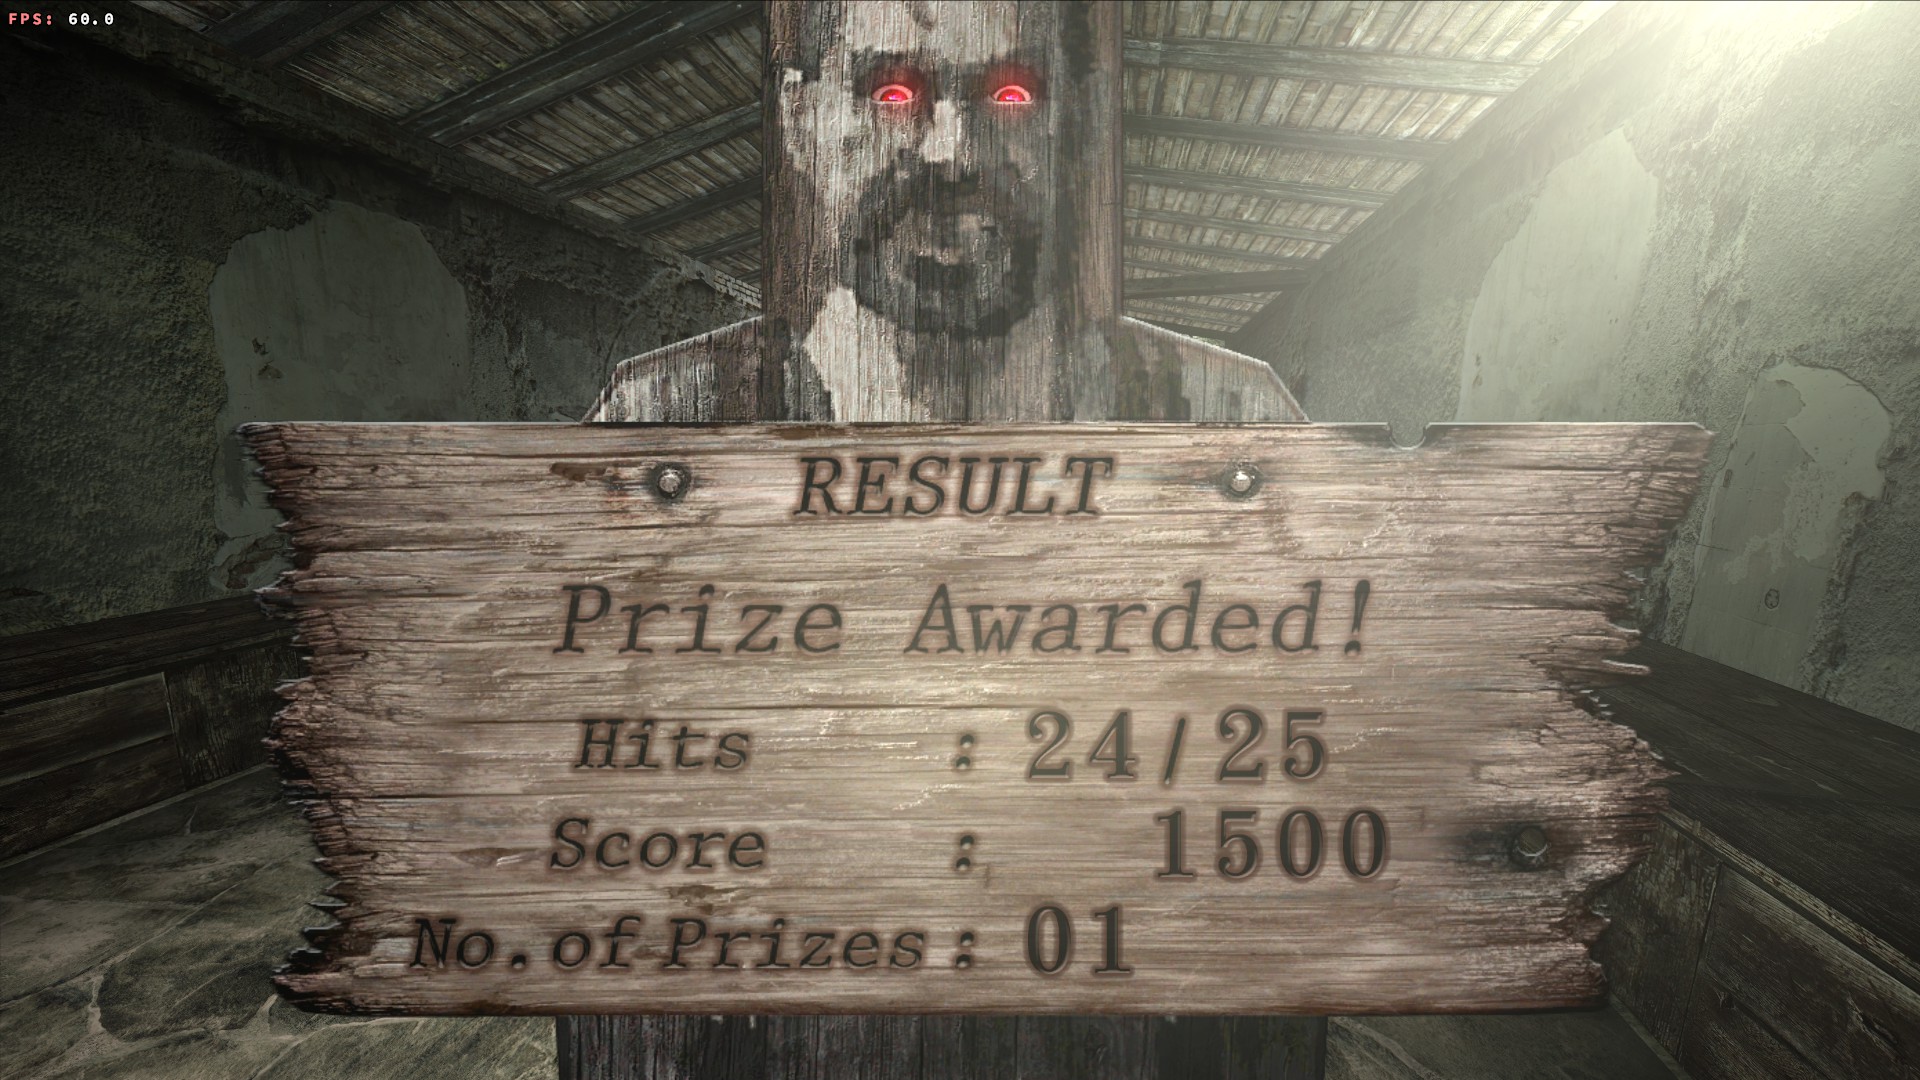 FPS: 60.0
RESULT
Prize Awarded!
Hits : 24/25
Score : 1500
No.of Prizes: 01